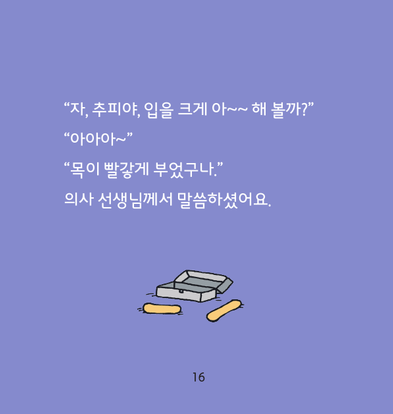 “자, 추피야, 입을 크게 아~~ 해 볼까?”
“아아아~”
“목이 빨갛게 부었구나.”
의사 선생님께서 말씀하셨어요.
16